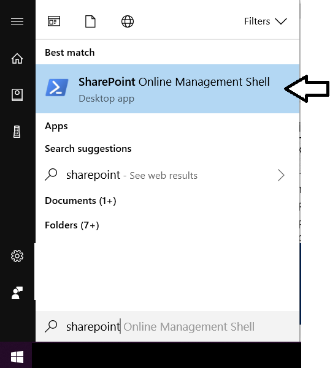 Filters
Best match
SharePoint Online Management Shell
Desktop app
Apps
Search suggestions
sharepoint - See web results
Documents (1+)
Folders (7+)
sharepoint Online Management Shell